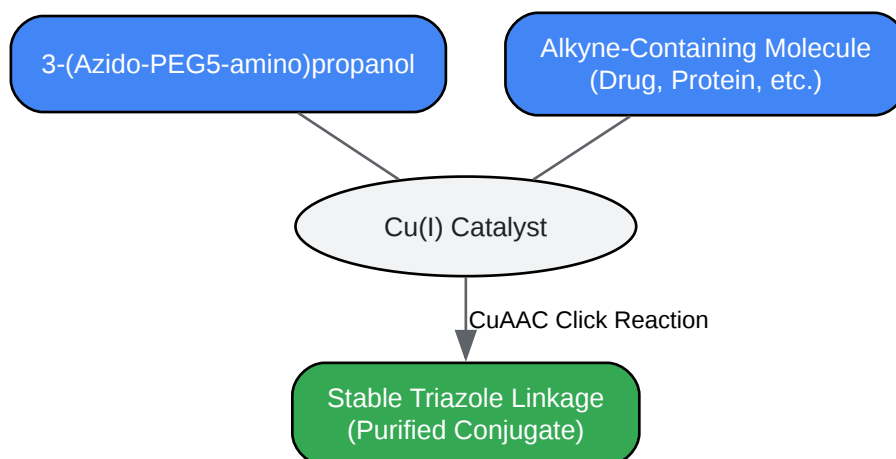 3-(Azido-PEG5-amino)propanol
Alkyne-Containing Molecule
(Drug, Protein, etc.)
Cu(I) Catalyst
CuAAC Click Reaction
Stable Triazole Linkage
(Purified Conjugate)